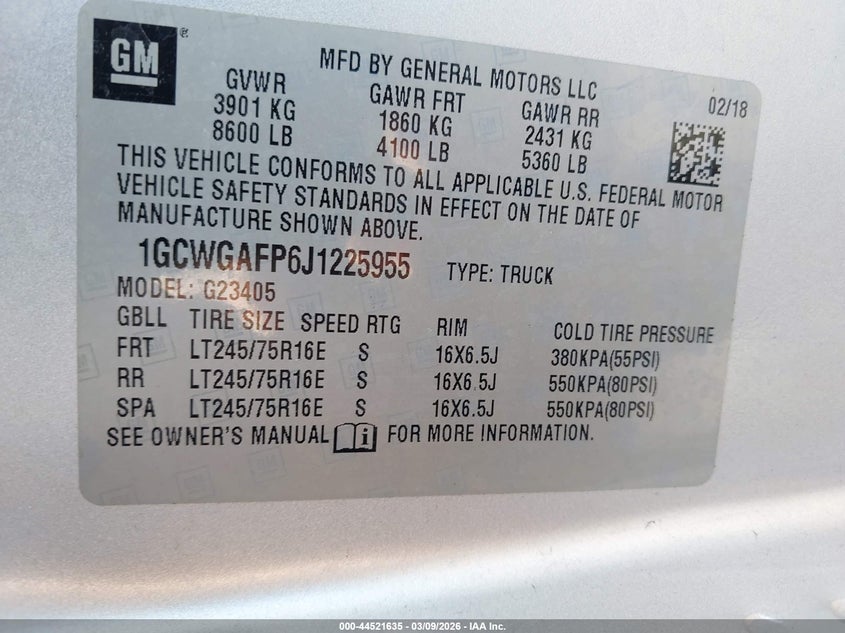 GM®
MFD BY GENERAL MOTORS LLC
02/18
GVWR GAWR FRT GAWR RR
3901 KG 1860 KG 2431 KG
8600 LB 4100 LB 5360 LB
THIS VEHICLE CONFORMS TO ALL APPLICABLE U.S. FEDERAL MOTOR
VEHICLE SAFETY STANDARDS IN EFFECT ON THE DATE OF
MANUFACTURE SHOWN ABOVE.
1GCWGAFP6J1225955 TYPE: TRUCK
MODEL: G23405
GBLL TIRE SIZE SPEED RTG RIM COLD TIRE PRESSURE
FRT LT245/75R16E S 16X6.5J 380KPA(55PSI)
RR LT245/75R16E S 16X6.5J 550KPA(80PSI)
SPA LT245/75R16E S 16X6.5J 550KPA(80PSI)
SEE OWNER'S MANUAL i FOR MORE INFORMATION.
000-44521635 - 03/09/2026 - IAA Inc.